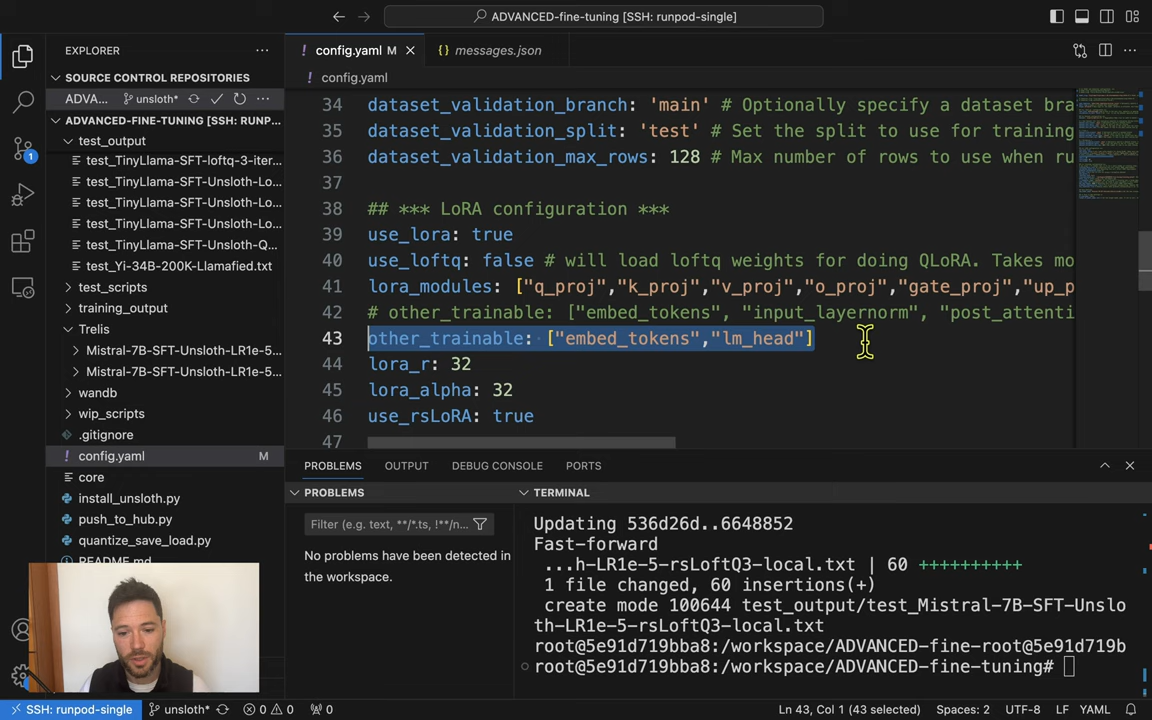 ADVANCED-fine-tuning [SSH: runpod-single]
EXPLORER
SOURCE CONTROL REPOSITORIES
ADVA... unsloth*
ADVANCED-FINE-TUNING [SSH: RUNP...
test_output
test_TinyLlama-SFT-loftq-3-iter...
test_TinyLlama-SFT-Unsloth-Lo...
test_TinyLlama-SFT-Unsloth-Lo...
test_TinyLlama-SFT-Unsloth-Lo...
test_TinyLlama-SFT-Unsloth-Q...
test_Yi-34B-200K-Llamafied.txt
test_scripts
training_output
Trelis
Mistral-7B-SFT-Unsloth-LR1e-5...
Mistral-7B-SFT-Unsloth-LR1e-5...
wandb
wip_scripts
.gitignore
config.yaml M
core
install_unsloth.py
push_to_hub.py
quantize_save_load.py
README.md
1
! config.yaml M
{} messages.json
! config.yaml
34 dataset_validation_branch: 'main' # Optionally specify a dataset bra
35 dataset_validation_split: 'test' # Set the split to use for training
36 dataset_validation_max_rows: 128 # Max number of rows to use when ru
37
38 ## *** LoRA configuration ***
39 use_lora: true
40 use_loftq: false # will load loftq weights for doing QLoRA. Takes mo
41 lora_modules: ["q_proj","k_proj","v_proj","o_proj","gate_proj","up_p
42 # other_trainable: ["embed_tokens", "input_layernorm", "post_attenti
43 other_trainable: ["embed_tokens","lm_head"]
44 lora_r: 32
45 lora_alpha: 32
46 use_rsLoRA: true
47
PROBLEMS OUTPUT DEBUG CONSOLE PORTS
PROBLEMS
Filter (e.g. text, **/*.ts, !**/n...
No problems have been detected in
the workspace.
TERMINAL
Updating 536d26d..6648852
Fast-forward
...h-LR1e-5-rsLoftQ3-local.txt | 60 ++++++++++
1 file changed, 60 insertions(+)
create mode 100644 test_output/test_Mistral-7B-SFT-Unslo
th-LR1e-5-rsLoftQ3-local.txt
root@5e91d719bba8:/workspace/ADVANCED-fine-root@5e91d719b
root@5e91d719bba8:/workspace/ADVANCED-fine-tuning#
SSH: runpod-single unsloth* 0 0 0 Ln 43, Col 1 (43 selected) Spaces: 2 UTF-8 LF YAML